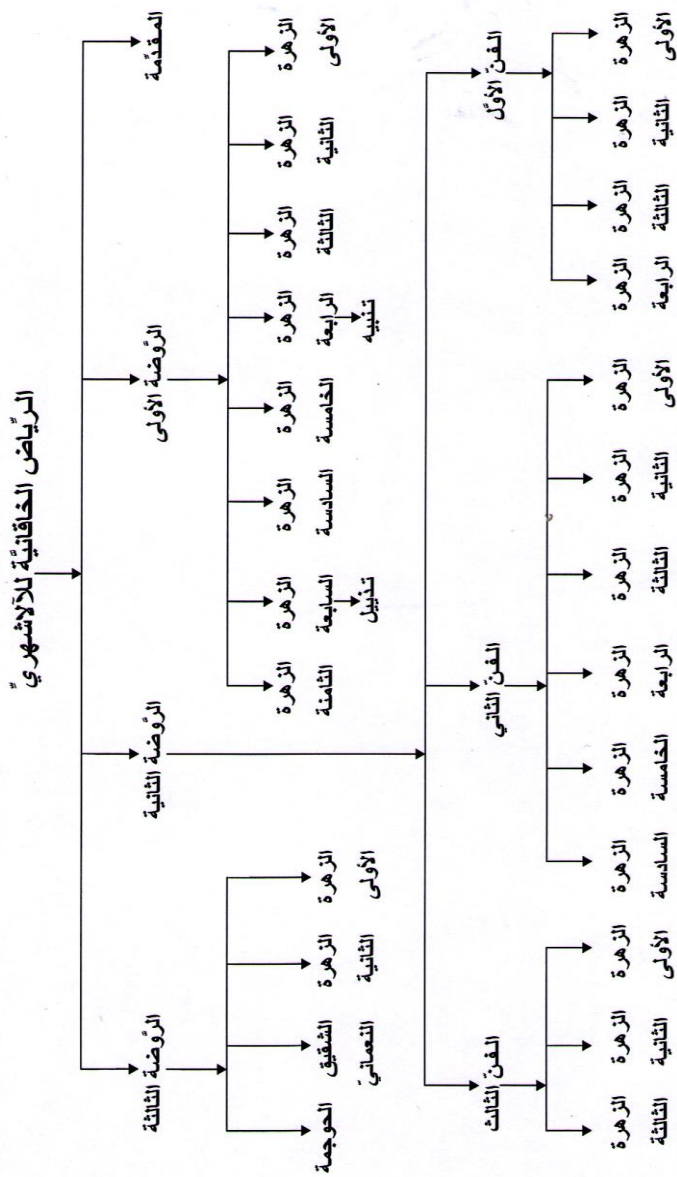 الرّياض الخاقانيّة للآلاشهريّ
المقدّمة
الرّوضة الأولى
الرّوضة الثانية
الرّوضة الثالثة
الزهرة الأولى
الزهرة الثانية
الزهرة الثالثة
الزهرة الرابعة
تنبيه
الزهرة الخامسة
الزهرة السادسة
الزهرة السابعة
تذييل
الزهرة الثامنة
الزهرة الأولى
الزهرة الثانية
الشقيق النعمانيّ
الحوجمة
الفنّ الأوّل
الفنّ الثاني
الفنّ الثالث
الزهرة الأولى
الزهرة الثانية
الزهرة الثالثة
الزهرة الرابعة
الزهرة الأولى
الزهرة الثانية
الزهرة الثالثة
الزهرة الرابعة
الزهرة الخامسة
الزهرة السادسة
الزهرة الأولى
الزهرة الثانية
الزهرة الثالثة